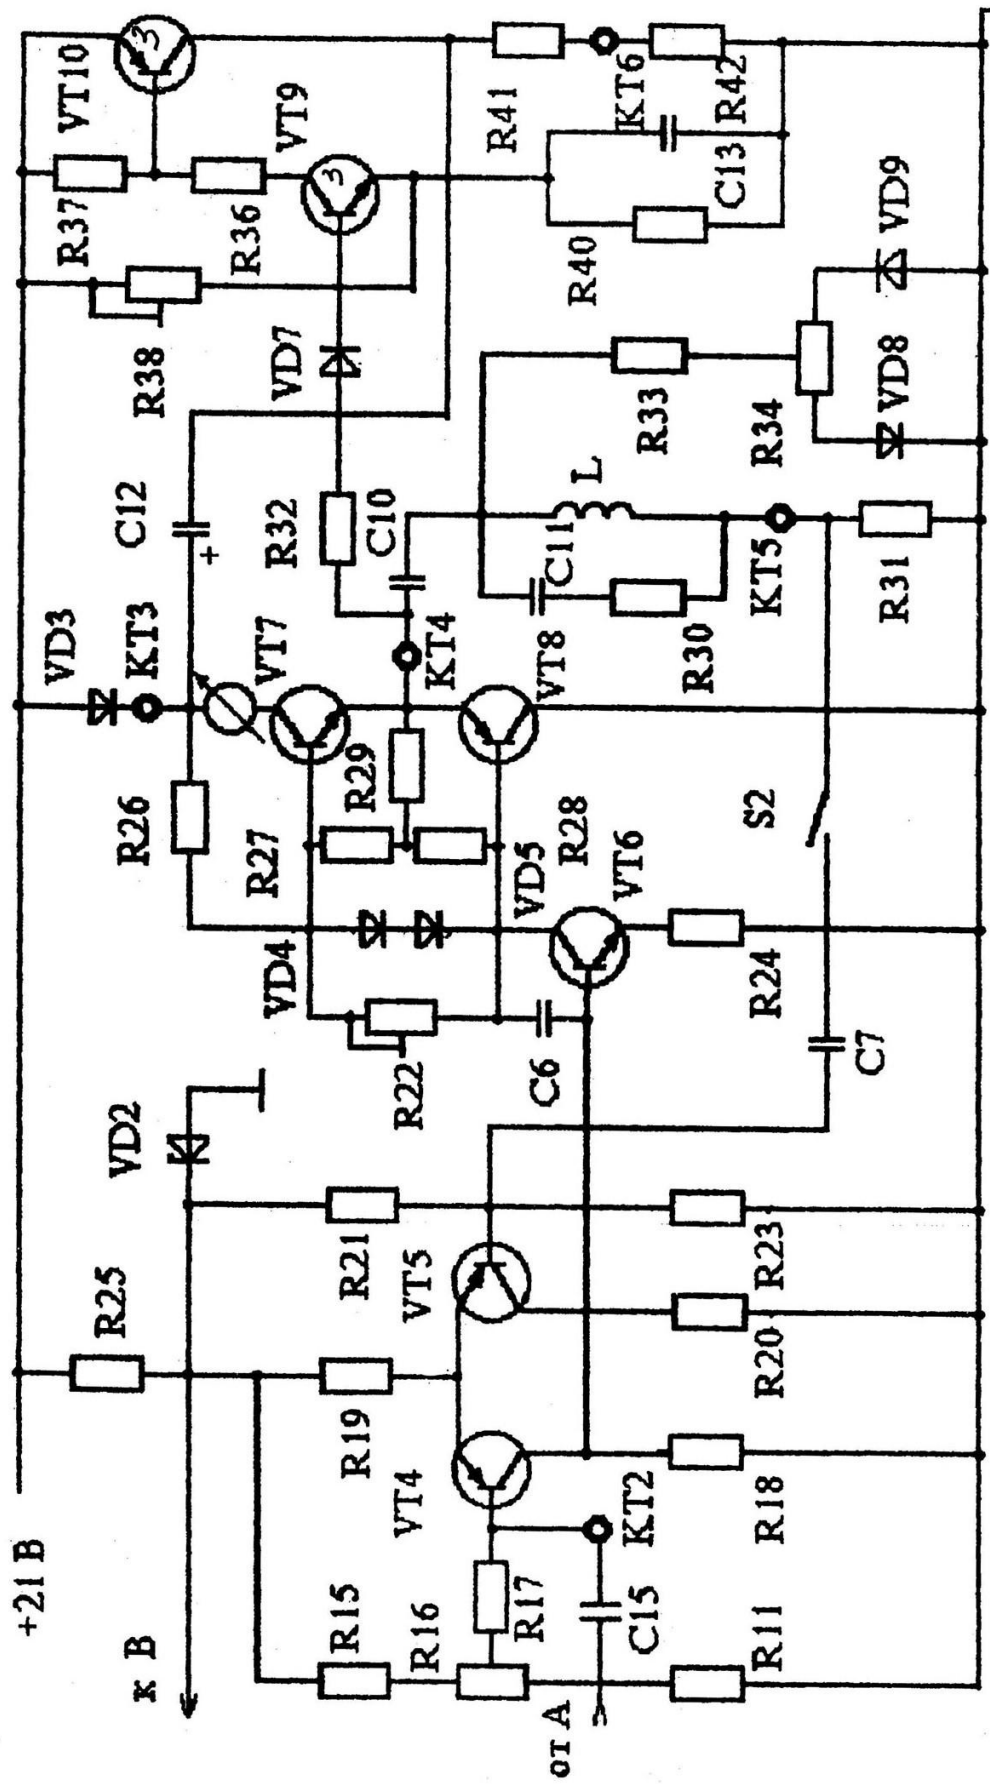 +21 В
к В
от А
R15
R16
R17
C15
R11
KT2
VT4
R19
R18
R25
VD2
R21
VT5
R20
R23
R22
C6
C7
VD4
R27
R26
VD3
KT3
VT7
R29
R28
VD5
VT6
R24
S2
KT4
VT8
C12
+
R32
C10
C11
L
R30
KT5
R31
R38
VD7
R33
R34
VD8
VD9
R37
R36
VT10
3
VT9
3
R41
KT6
R42
C13
R40